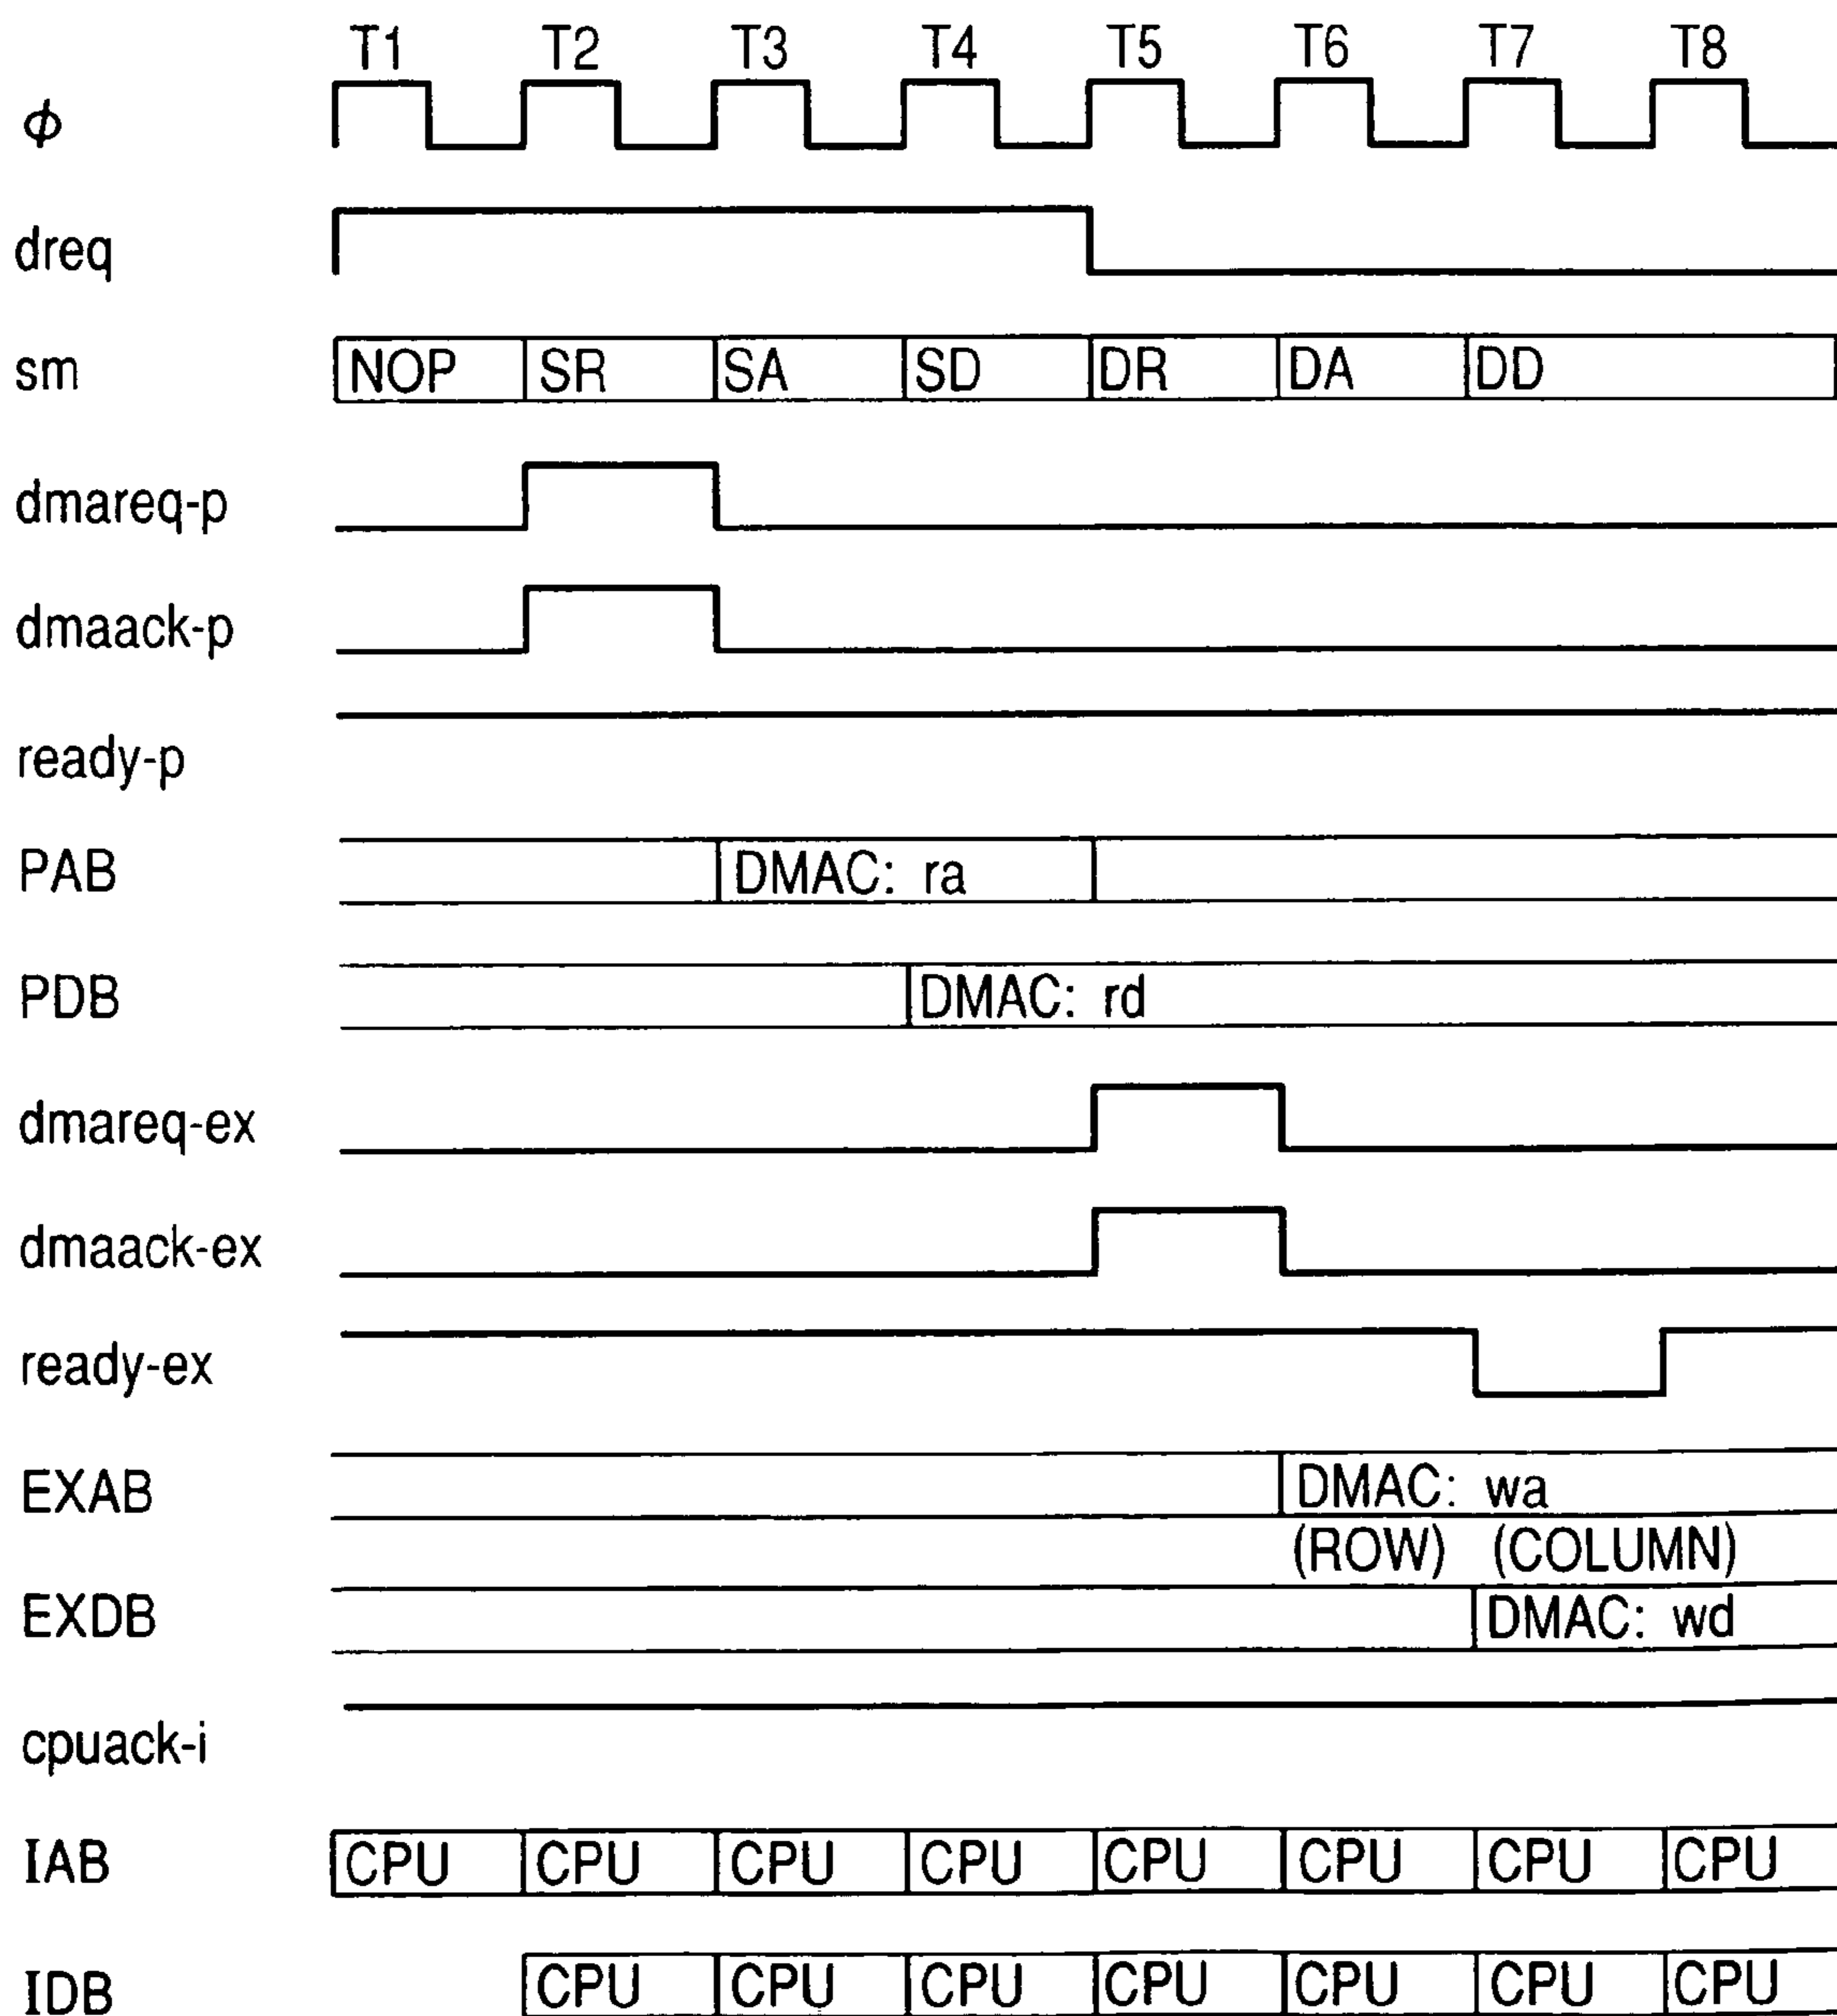 T1 T2 T3 T4 T5 T6 T7 T8
ϕ
dreq
sm NOP SR SA SD DR DA DD
dmareq-p
dmaack-p
ready-p
PAB DMAC: ra
PDB DMAC: rd
dmareq-ex
dmaack-ex
ready-ex
EXAB DMAC: wa
(ROW) (COLUMN)
EXDB DMAC: wd
cpuack-i
IAB CPU CPU CPU CPU CPU CPU CPU CPU
IDB CPU CPU CPU CPU CPU CPU CPU